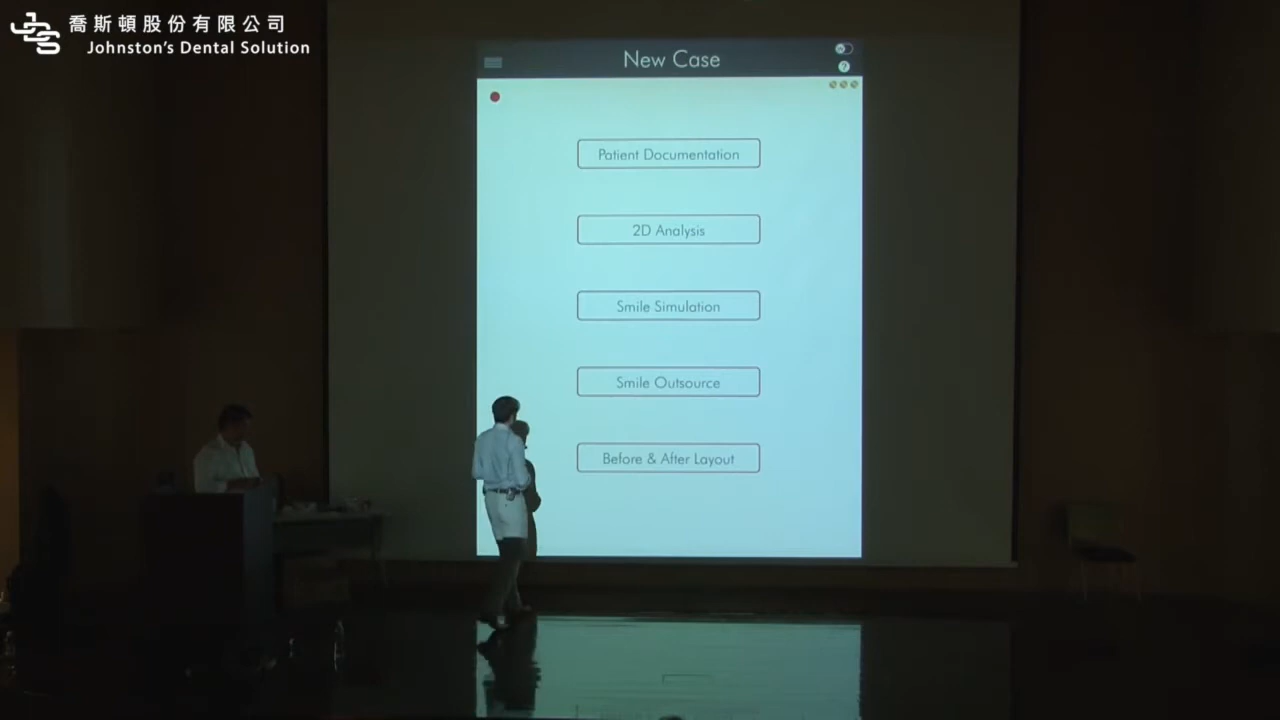 JDS
喬斯頓股份有限公司
Johnston's Dental Solution
New Case
?
Patient Documentation
2D Analysis
Smile Simulation
Smile Outsource
Before & After Layout